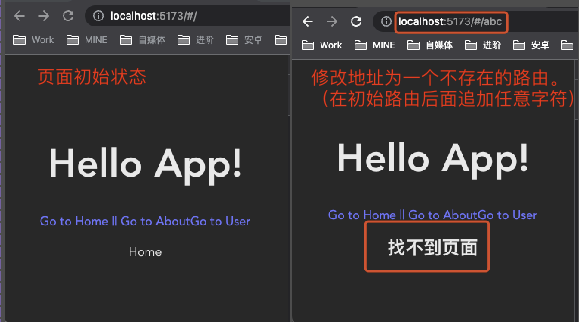 localhost:5173/#/
Work MINE 自媒体 进阶 安卓
页面初始状态
Hello App!
Go to Home || Go to AboutGo to User
Home
localhost:5173/#/abc
Work MINE 自媒体 进阶 安卓
修改地址为一个不存在的路由。
（在初始路由后面追加任意字符）
Hello App!
Go to Home || Go to AboutGo to User
找不到页面